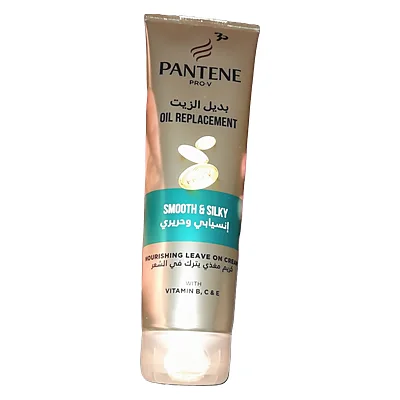 PANTENE
PRO-V
بديل الزيت
OIL REPLACEMENT
SMOOTH & SILKY
إنسيابي وحريري
NOURISHING LEAVE ON CREAM
كريم مغذي يترك في الشعر
WITH
VITAMIN B, C & E